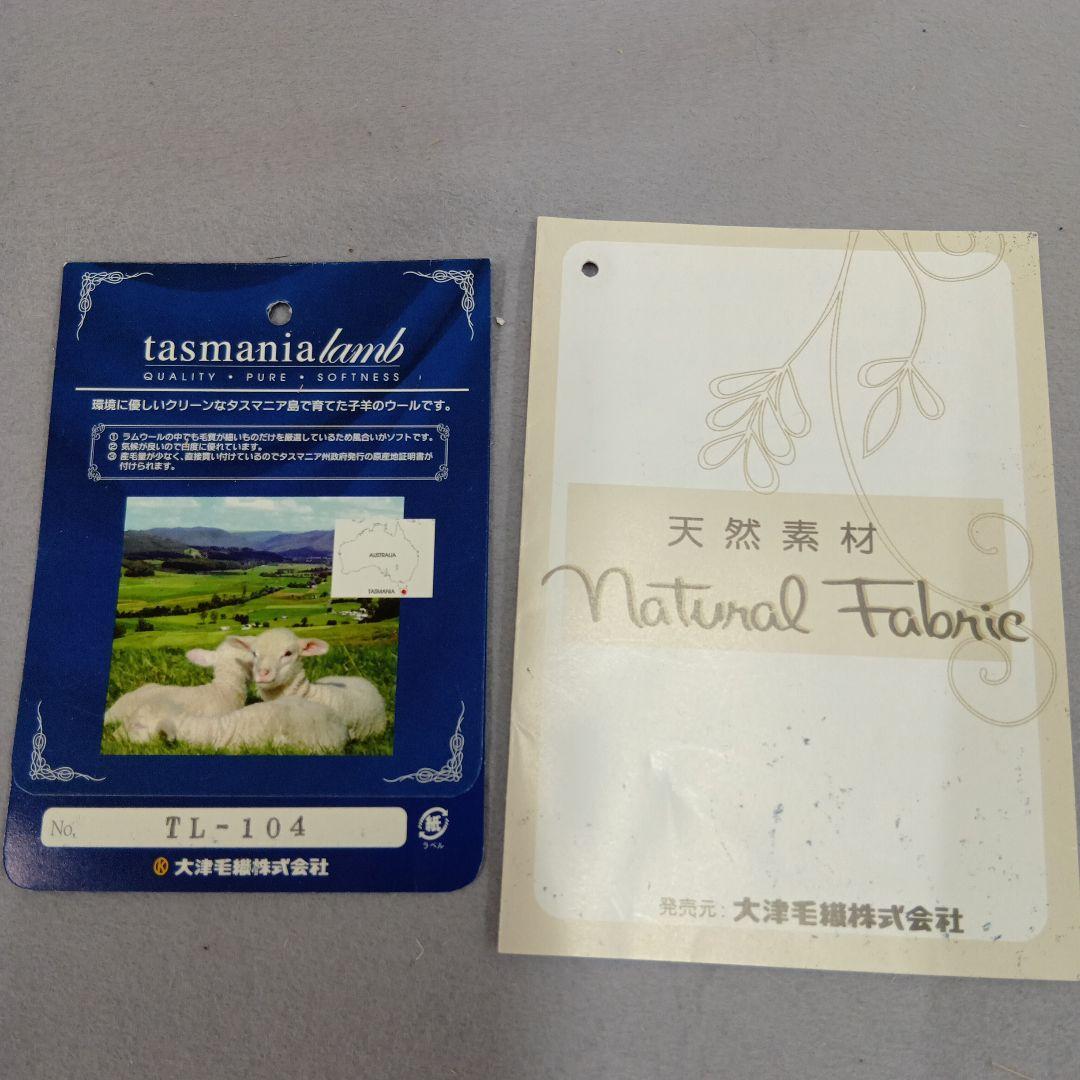 tasmania lamb
QUALITY • PURE • SOFTNESS
環境に優しいクリーンなタスマニア島で育てた子羊のウールです。
① ラムウールの中でも毛質が細いものだけを厳選しているため風合いがソフトです。
② 気候が良いので白度に優れています。
③ 産毛量が少なく、直接買い付けているのでタスマニア州政府発行の原産地証明書が
付けられます。
AUSTRALIA
TASMANIA
No. TL-104
紙
ラベル
K 大津毛織株式会社
天然素材
Natural Fabric
発売元: 大津毛織株式会社